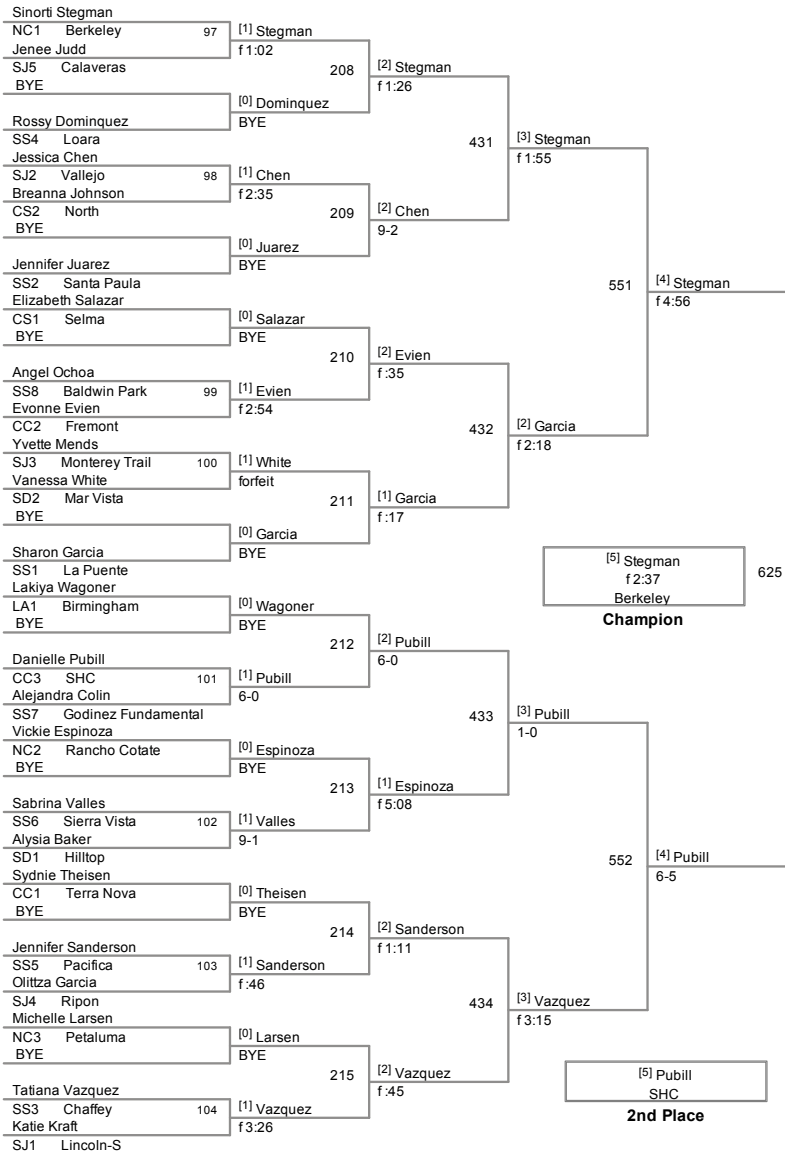 Sinorti Stegman
NC1 Berkeley 97 [1] Stegman
Jenee Judd f 1:02
SJ5 Calaveras 208 [2] Stegman
BYE f 1:26
[0] Dominquez
Rossy Dominquez BYE
SS4 Loara 431 [3] Stegman
Jessica Chen f 1:55
SJ2 Vallejo 98 [1] Chen
Breanna Johnson f 2:35
CS2 North 209 [2] Chen
BYE 9-2
[0] Juarez
Jennifer Juarez BYE
SS2 Santa Paula 551 [4] Stegman
Elizabeth Salazar f 4:56
CS1 Selma [0] Salazar
BYE BYE
210 [2] Evien
Angel Ochoa f :35
SS8 Baldwin Park 99 [1] Evien
Evonne Evien f 2:54
CC2 Fremont 432 [2] Garcia
Yvette Mends f 2:18
SJ3 Monterey Trail 100 [1] White
Vanessa White forfeit
SD2 Mar Vista 211 [1] Garcia
BYE f :17
[0] Garcia
Sharon Garcia BYE
SS1 La Puente [5] Stegman
Lakiya Wagoner f 2:37 625
LA1 Birmingham [0] Wagoner Berkeley
BYE BYE Champion
212 [2] Pubill
Danielle Pubill 6-0
CC3 SHC 101 [1] Pubill
Alejandra Colin 6-0
SS7 Godinez Fundamental 433 [3] Pubill
Vickie Espinoza 1-0
NC2 Rancho Cotate [0] Espinoza
BYE BYE
213 [1] Espinoza
Sabrina Valles f 5:08
SS6 Sierra Vista 102 [1] Valles
Alysia Baker 9-1
SD1 Hilltop 552 [4] Pubill
Sydnie Theisen 6-5
CC1 Terra Nova [0] Theisen
BYE BYE
214 [2] Sanderson
Jennifer Sanderson f 1:11
SS5 Pacifica 103 [1] Sanderson
Olittza Garcia f :46
SJ4 Ripon 434 [3] Vazquez
Michelle Larsen f 3:15
NC3 Petaluma [0] Larsen
BYE BYE
215 [2] Vazquez [5] Pubill
Tatiana Vazquez f :45 SHC
SS3 Chaffey 104 [1] Vazquez 2nd Place
Katie Kraft f 3:26
SJ1 Lincoln-S